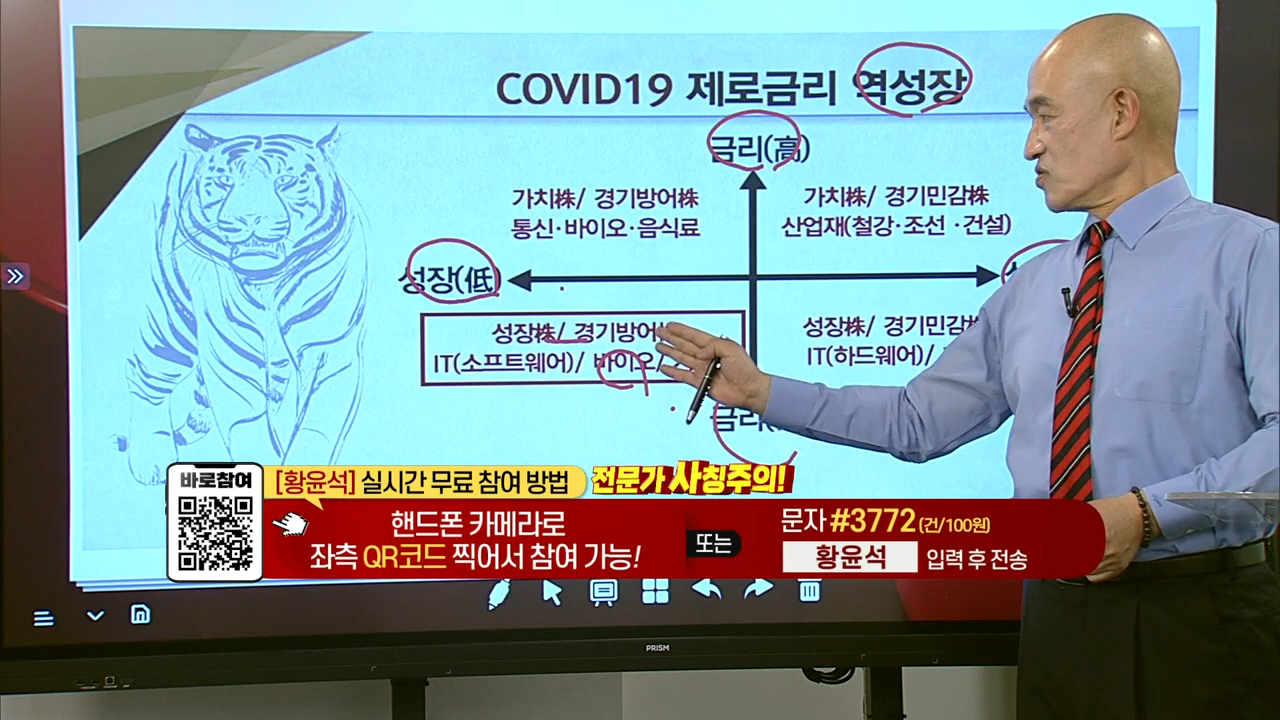 COVID19 제로금리 역성장
금리(高)
가치株/ 경기방어株
통신·바이오·음식료
가치株/ 경기민감株
산업재(철강·조선·건설)
성장(低)
성장株/ 경기방어
IT(소프트웨어)/ 바이오/
성장株/ 경기민감株
IT(하드웨어)/
금리(
바로참여
[황윤석] 실시간 무료 참여 방법
전문가 사칭주의!
핸드폰 카메라로
좌측 QR코드 찍어서 참여 가능!
또는
문자 #3772 (건/100원)
황윤석 입력 후 전송
PRISM